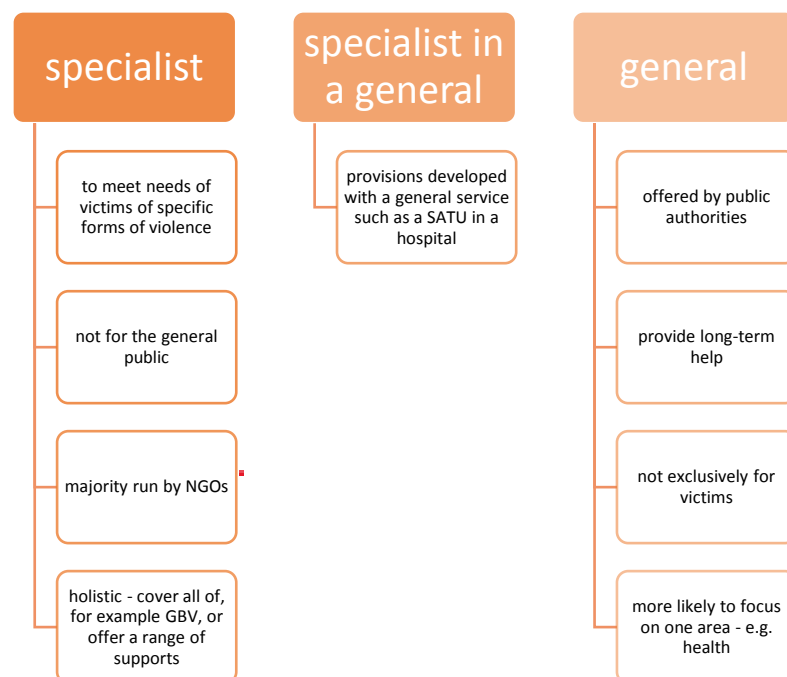 specialist
to meet needs of
victims of specific
forms of violence
not for the general
public
majority run by NGOs
holistic - cover all of,
for example GBV, or
offer a range of
supports
specialist in
a general
provisions developed
with a general service
such as a SATU in a
hospital
general
offered by public
authorities
provide long-term
help
not exclusively for
victims
more likely to focus
on one area - e.g.
health